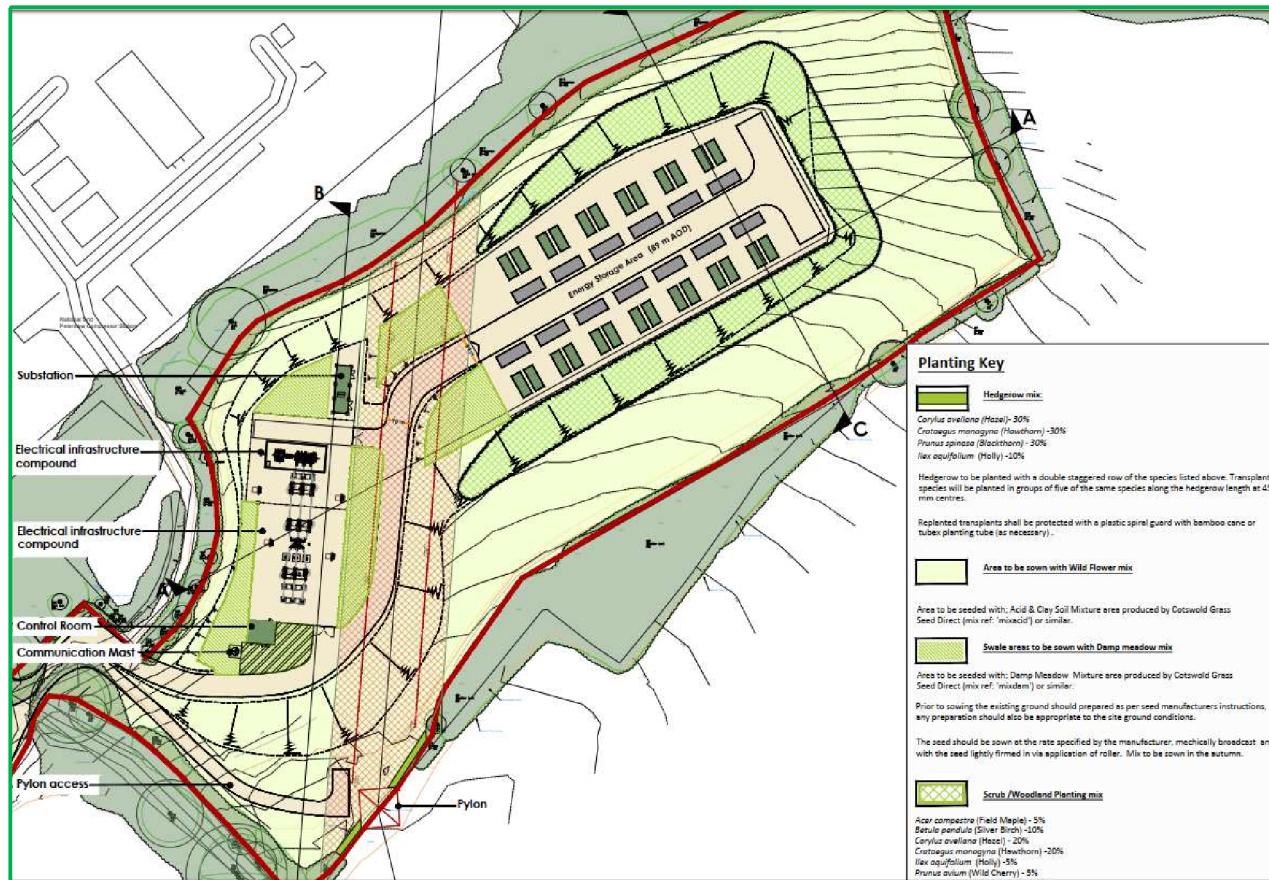 A
B
Energy Storage Area (89 m AOD)
National Grid
Compressor Station
Substation
Electrical infrastructure
compound
C
Electrical infrastructure
compound
A
Control Room
Communication Mast
Pylon access
Pylon
Planting Key
Hedgerow mix:
Corylus avellana (Hazel)- 30%
Crataegus monogyna (Hawthorn) -30%
Prunus spinosa (Blackthorn) - 30%
Ilex aquifolium (Holly) -10%
Hedgerow to be planted with a double staggered row of the species listed above. Transplant
species will be planted in groups of five of the same species along the hedgerow length at 45
mm centres.
Replanted transplants shall be protected with a plastic spiral guard with bamboo cane or
tubex planting tube (as necessary) .
Area to be sown with Wild Flower mix
Area to be seeded with; Acid & Clay Soil Mixture area produced by Cotswold Grass
Seed Direct (mix ref: 'mixacid') or similar.
Swale areas to be sown with Damp meadow mix
Area to be seeded with; Damp Meadow Mixture area produced by Cotswold Grass
Seed Direct (mix ref: 'mixdam') or similar.
Prior to sowing the existing ground should prepared as per seed manufacturers instructions,
any preparation should also be appropriate to the site ground conditions.
The seed should be sown at the rate specified by the manufacturer, mechically broadcast an
with the seed lightly firmed in via application of roller. Mix to be sown in the autumn.
Scrub /Woodland Planting mix
Acer campestre (Field Maple) - 5%
Betula pendula (Silver Birch) -10%
Corylus avellana (Hazel) - 20%
Crataegus monogyna (Hawthorn) -20%
Ilex aquifolium (Holly) -5%
Prunus avium (Wild Cherry) - 5%